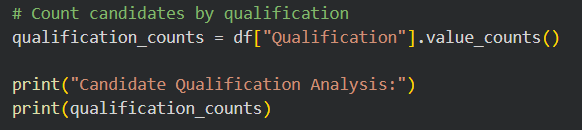 # Count candidates by qualification
qualification_counts = df["Qualification"].value_counts()
print("Candidate Qualification Analysis:")
print(qualification_counts)